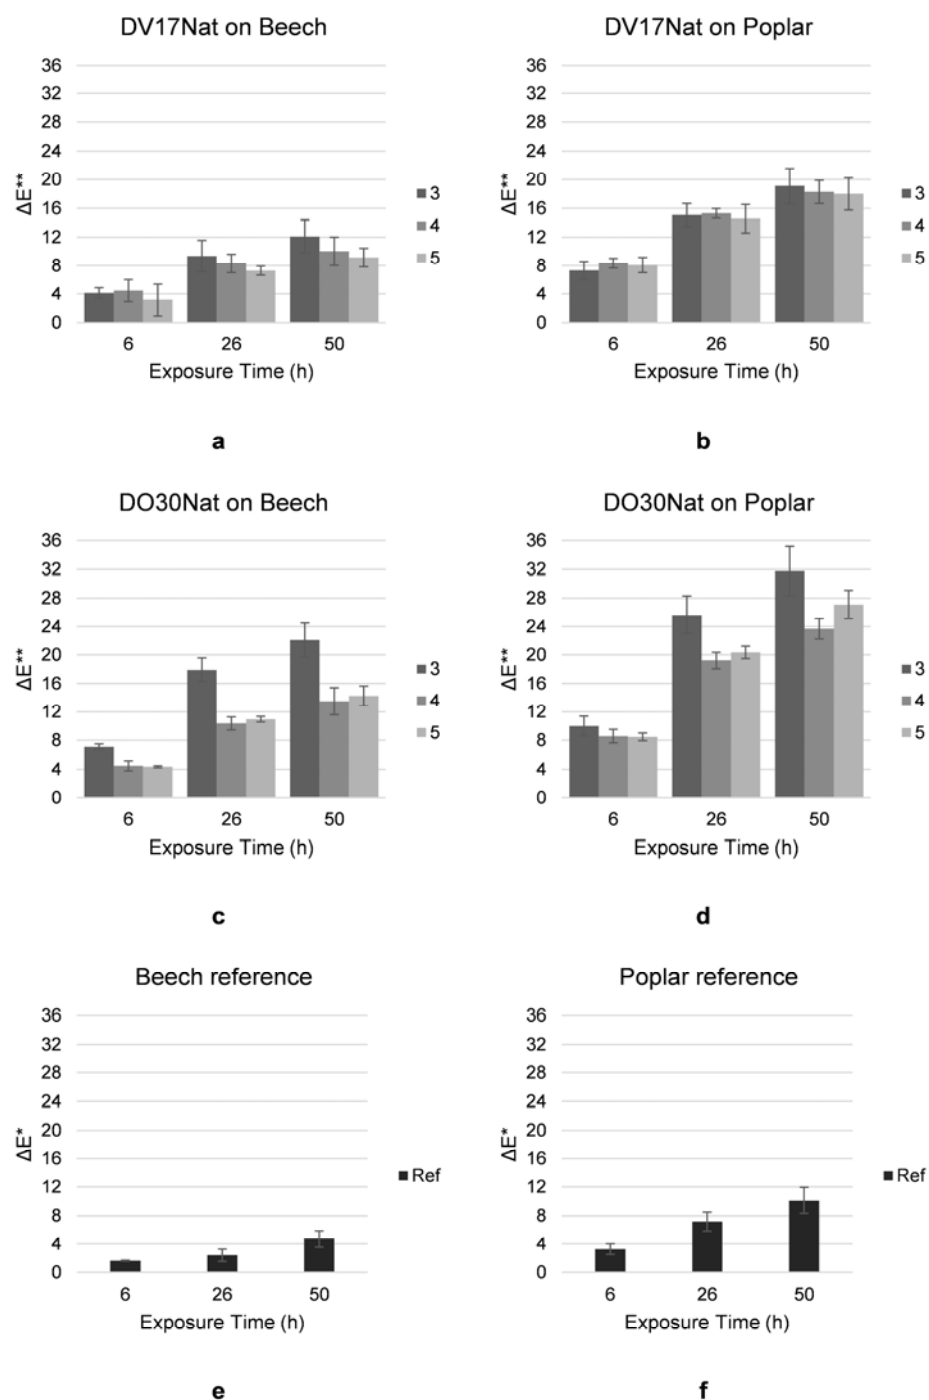 DV17Nat on Beech
36
32
28
24
20
16
12
8
4
0
ΔE**
6 26 50
Exposure Time (h)
3
4
5
a
DV17Nat on Poplar
36
32
28
24
20
16
12
8
4
0
ΔE**
6 26 50
Exposure Time (h)
3
4
5
b
DO30Nat on Beech
36
32
28
24
20
16
12
8
4
0
ΔE**
6 26 50
Exposure Time (h)
3
4
5
c
DO30Nat on Poplar
36
32
28
24
20
16
12
8
4
0
ΔE**
6 26 50
Exposure Time (h)
3
4
5
d
Beech reference
36
32
28
24
20
16
12
8
4
0
ΔE*
6 26 50
Exposure Time (h)
Ref
e
Poplar reference
36
32
28
24
20
16
12
8
4
0
ΔE*
6 26 50
Exposure Time (h)
Ref
f